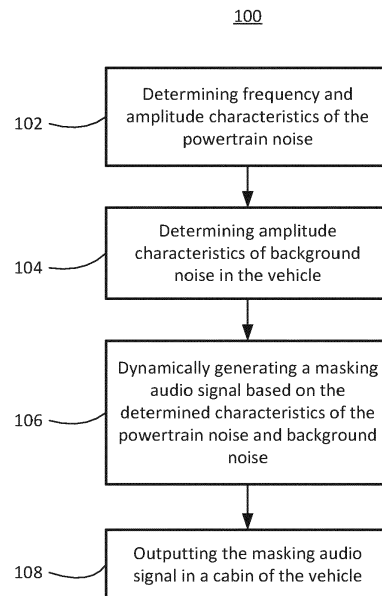 100
102
Determining frequency and
amplitude characteristics of the
powertrain noise
104
Determining amplitude
characteristics of background
noise in the vehicle
106
Dynamically generating a masking
audio signal based on the
determined characteristics of the
powertrain noise and background
noise
108
Outputting the masking audio
signal in a cabin of the vehicle